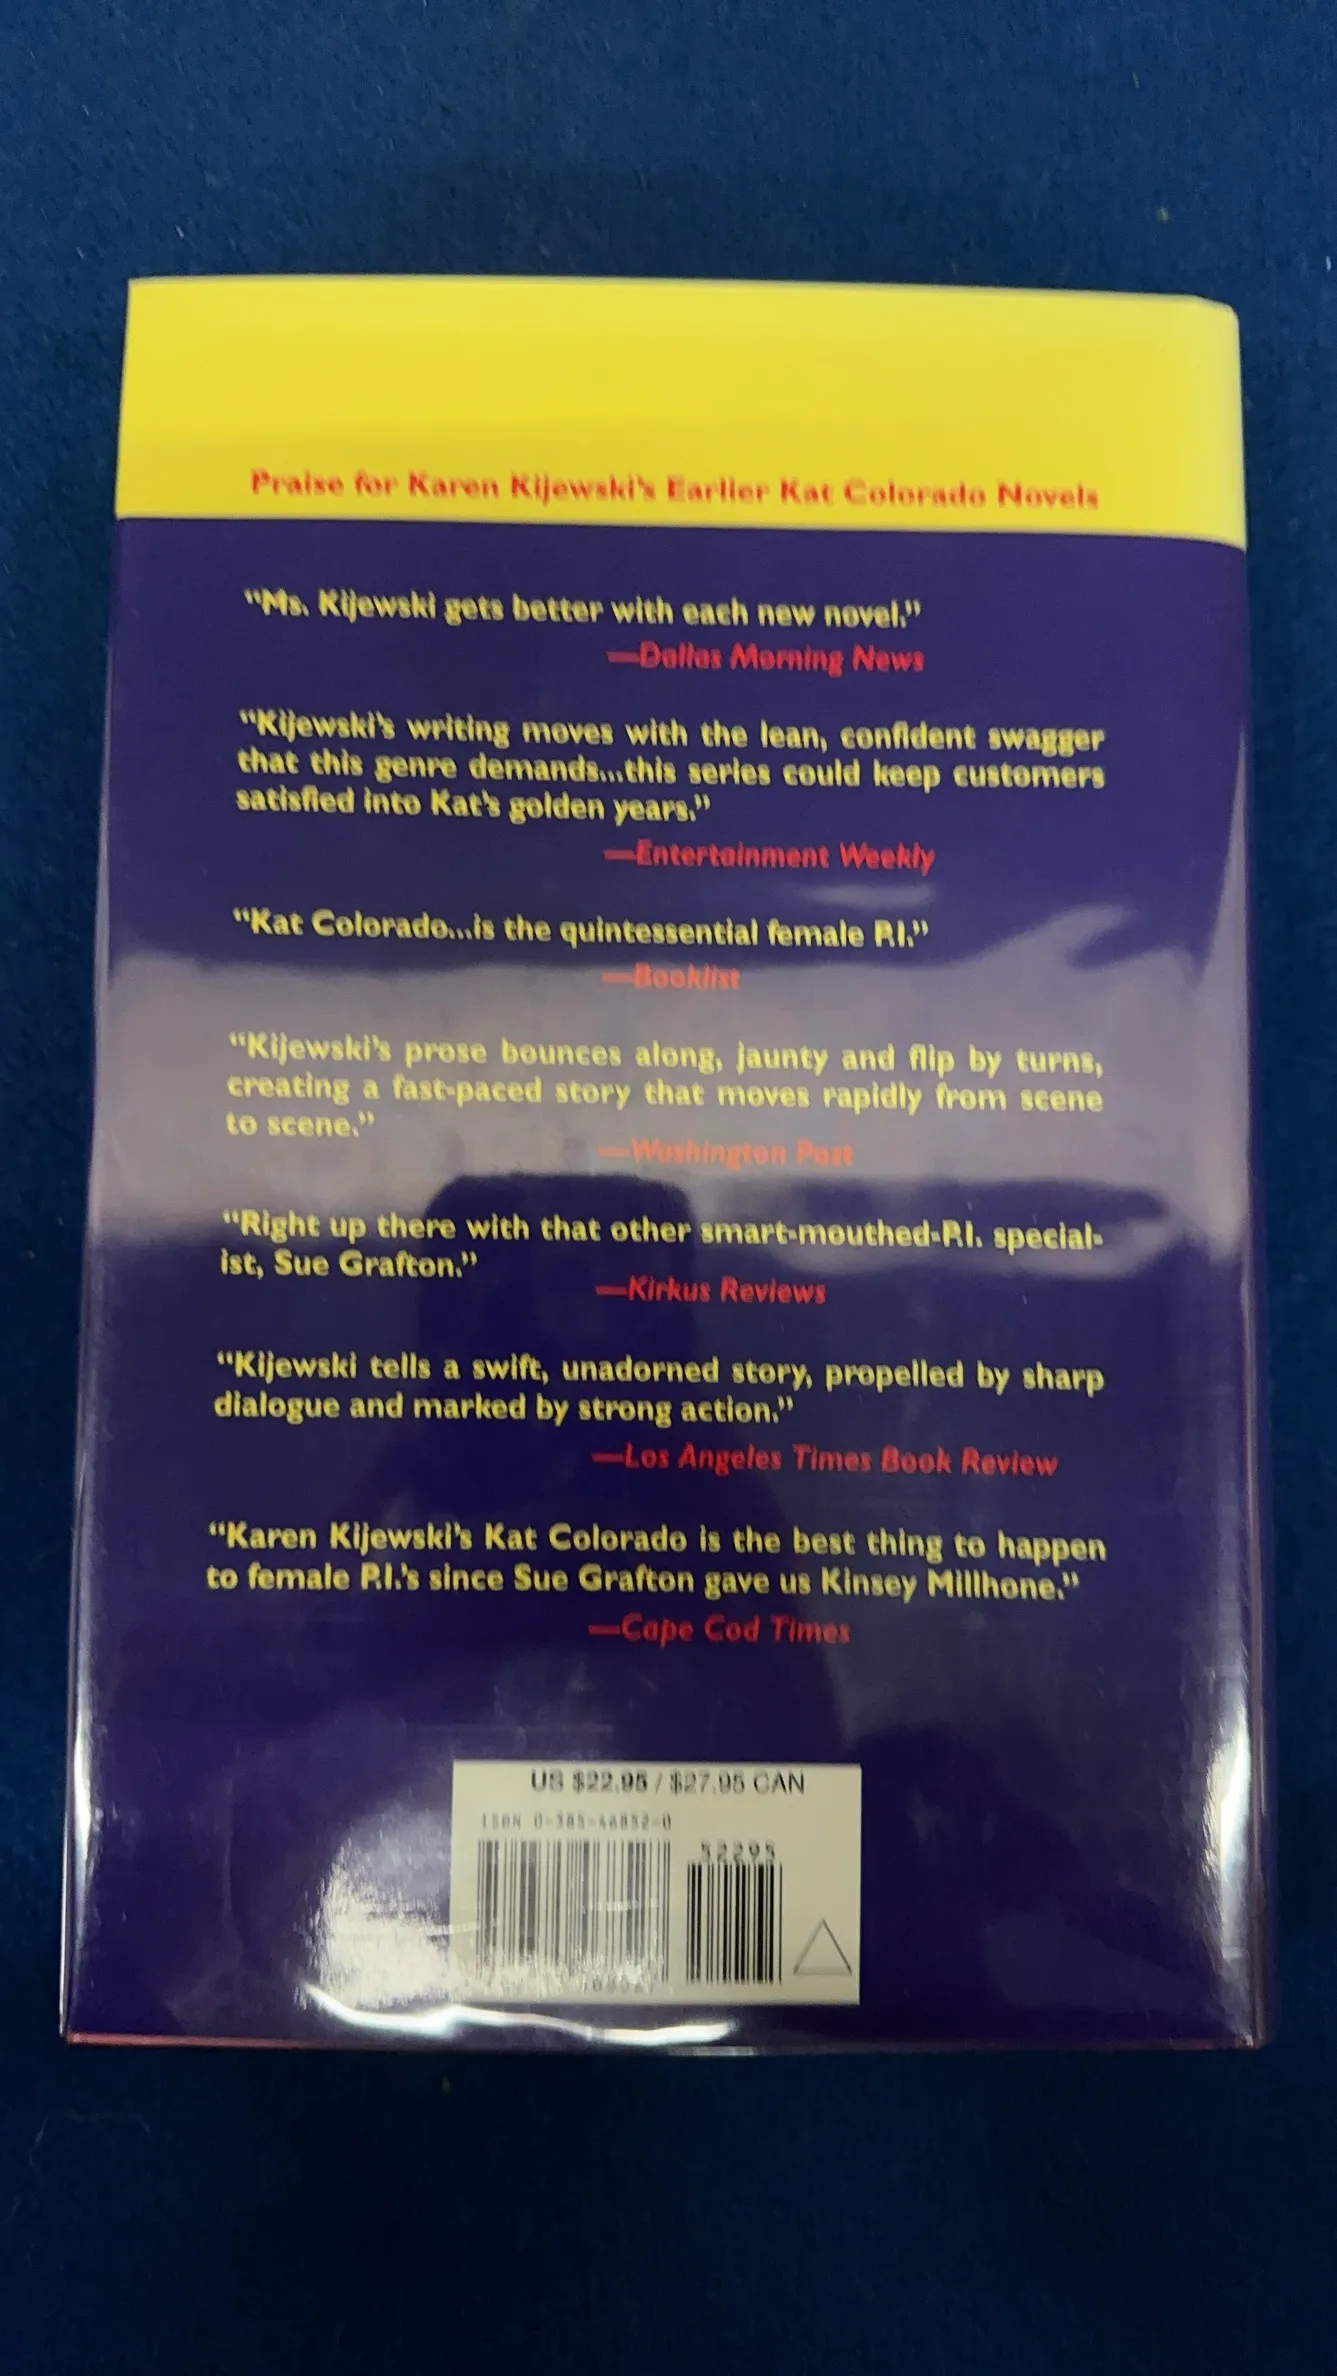 Praise for Karen Kijewski's Earlier Kat Colorado Novels
“Ms. Kijewski gets better with each new novel.”
—Dallas Morning News
“Kijewski's writing moves with the lean, confident swagger
that this genre demands...this series could keep customers
satisfied into Kat's golden years.”
—Entertainment Weekly
“Kat Colorado...is the quintessential female P.I.”
—Booklist
“Kijewski's prose bounces along, jaunty and flip by turns,
creating a fast-paced story that moves rapidly from scene
to scene.”
—Washington Post
“Right up there with that other smart-mouthed-P.I. special-
ist, Sue Grafton.”
—Kirkus Reviews
“Kijewski tells a swift, unadorned story, propelled by sharp
dialogue and marked by strong action.”
—Los Angeles Times Book Review
“Karen Kijewski's Kat Colorado is the best thing to happen
to female P.I.'s since Sue Grafton gave us Kinsey Millhone.”
—Cape Cod Times
US $22.95 / $27.95 CAN
ISBN 0-385-46852-0
52295